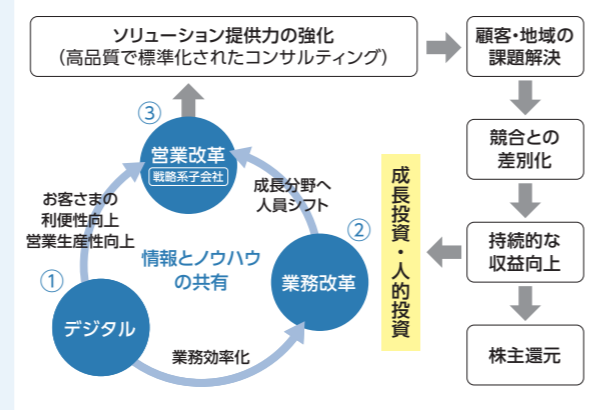 ソリューション提供力の強化
（高品質で標準化されたコンサルティング）
顧客・地域の
課題解決
競合との
差別化
持続的な
収益向上
株主還元
成長投資・人的投資
③
営業改革
戦略系子会社
お客さまの
利便性向上
営業生産性向上
成長分野へ
人員シフト
情報とノウハウ
の共有
②
業務改革
①
デジタル
業務効率化